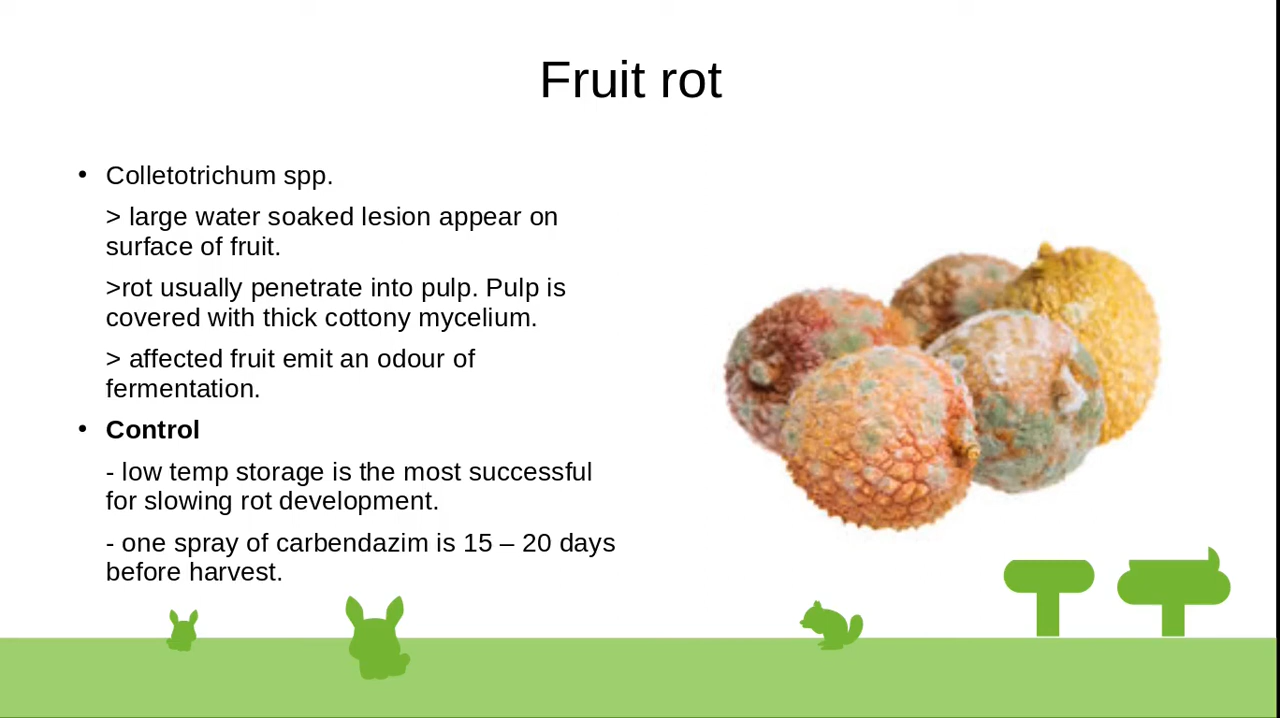 Fruit rot
• Colletotrichum spp.
> large water soaked lesion appear on
surface of fruit.
>rot usually penetrate into pulp. Pulp is
covered with thick cottony mycelium.
> affected fruit emit an odour of
fermentation.
• Control
- low temp storage is the most successful
for slowing rot development.
- one spray of carbendazim is 15 – 20 days
before harvest.